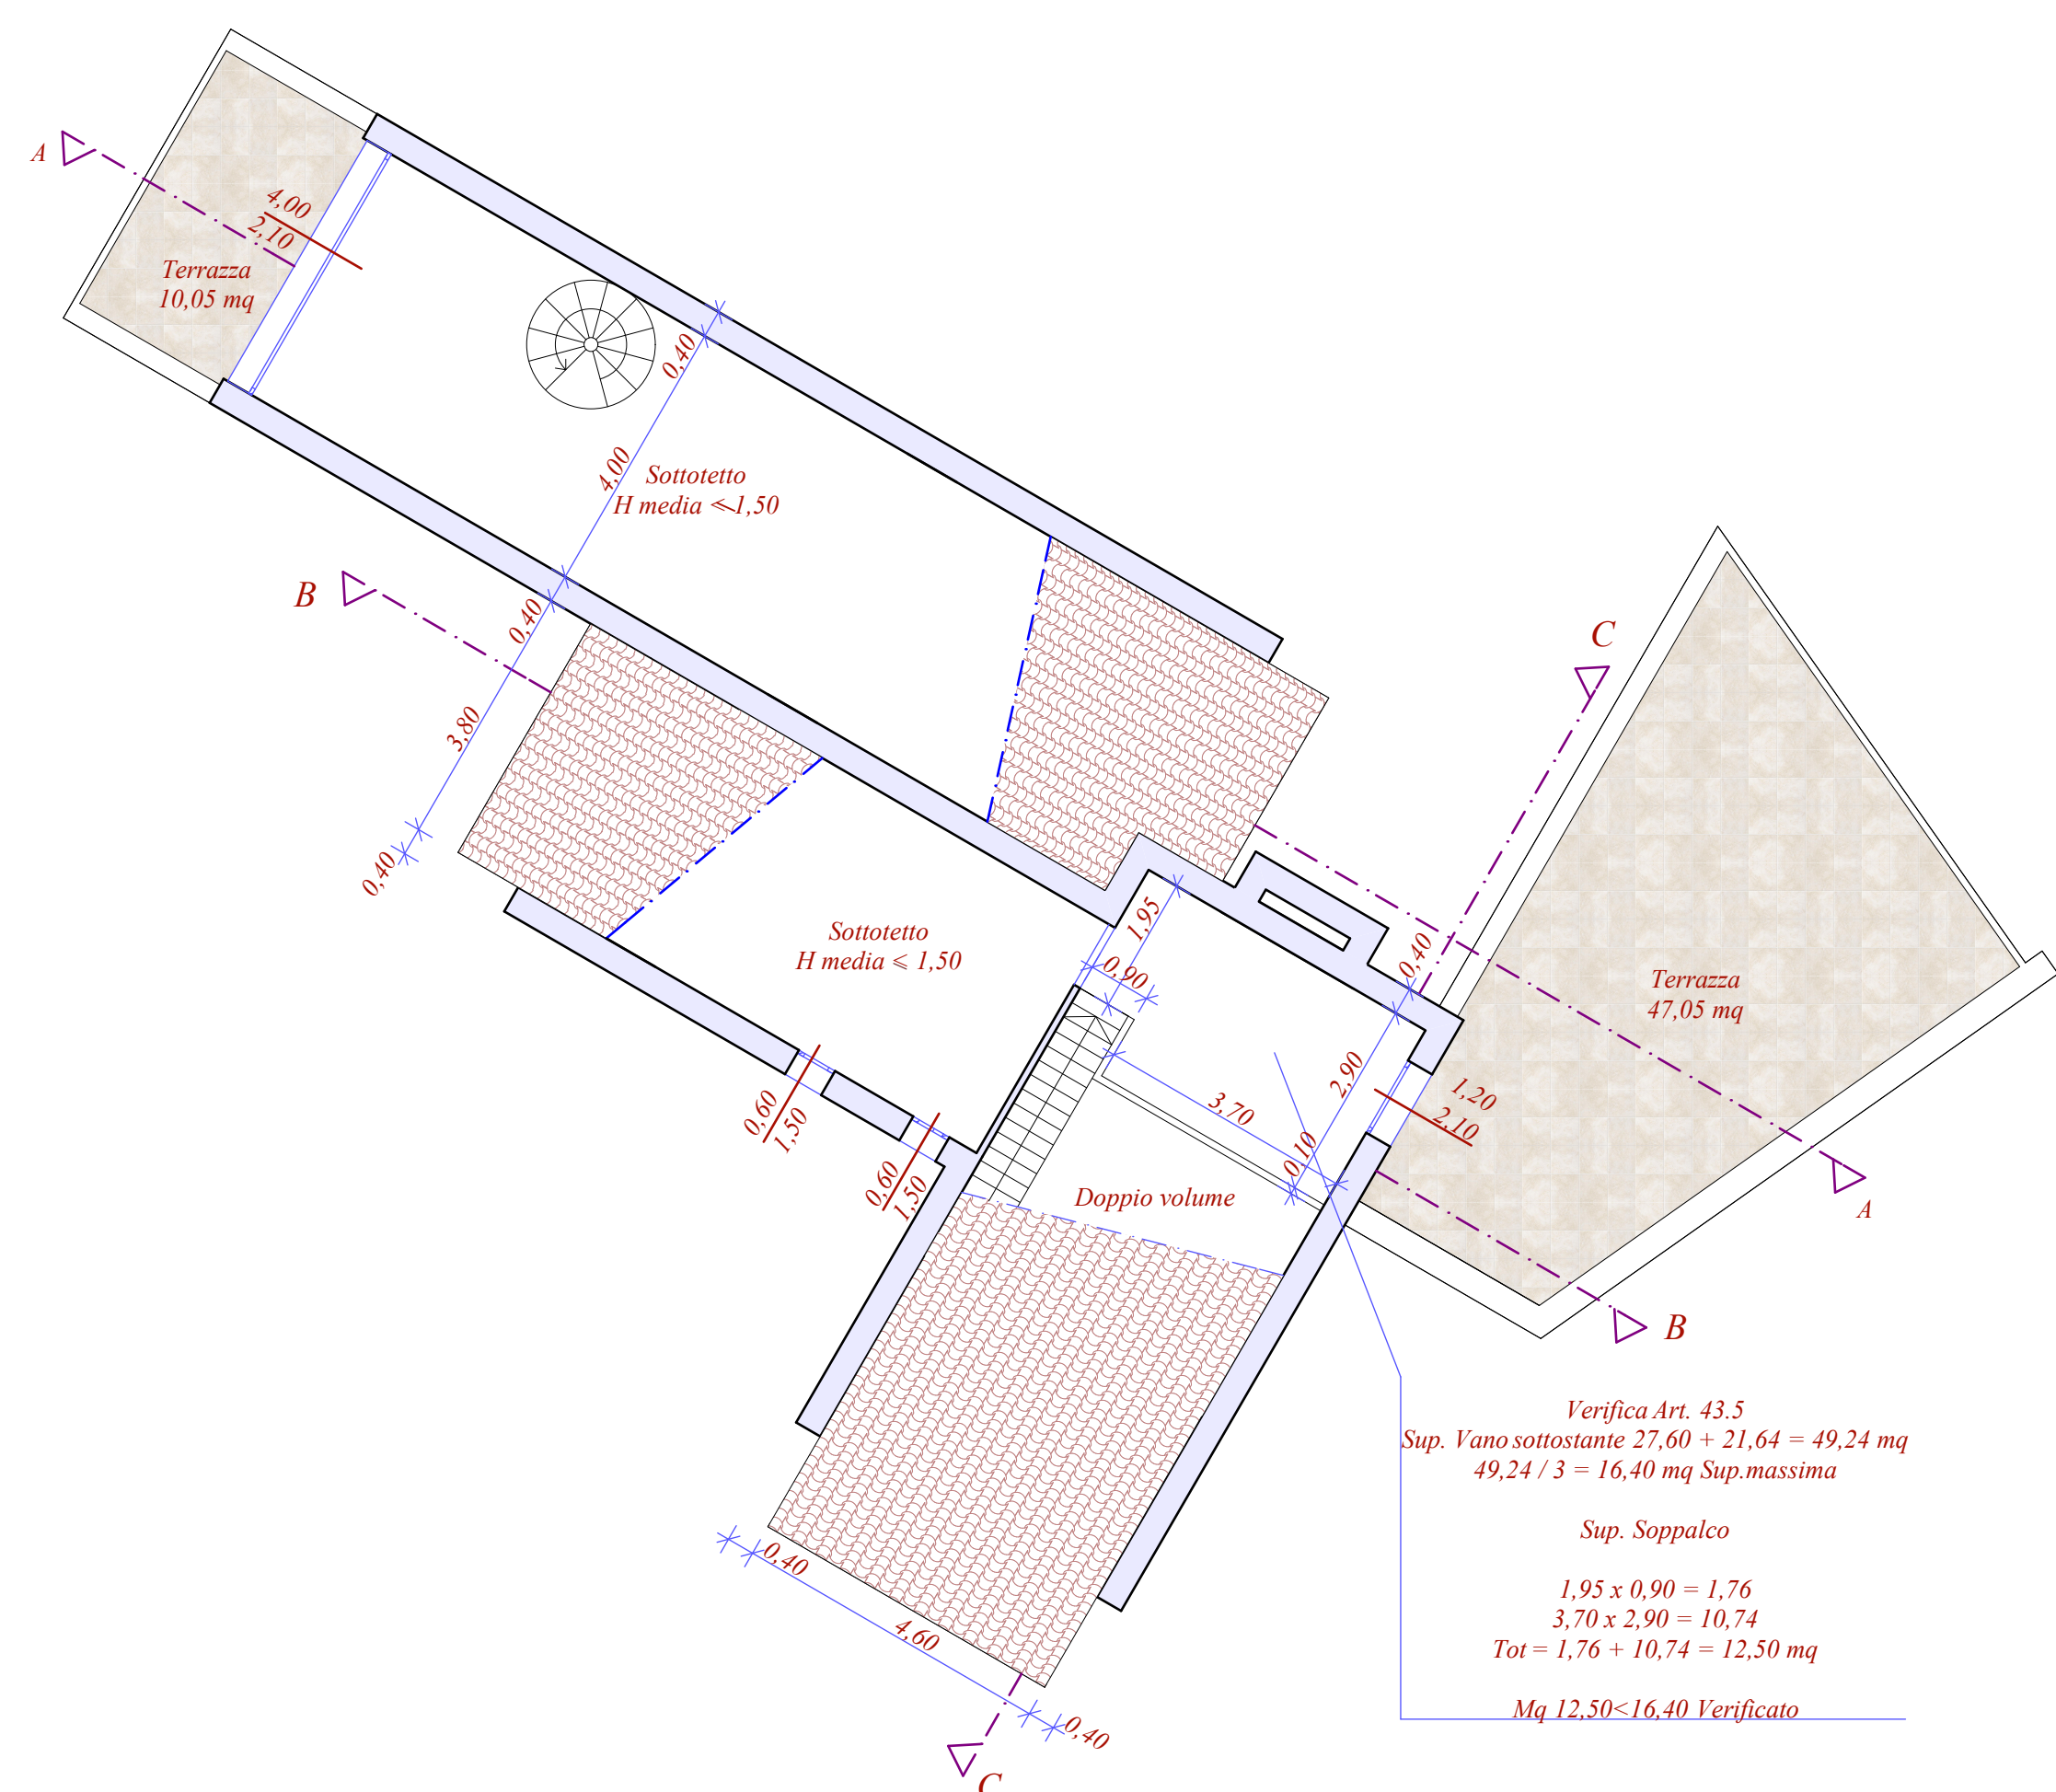 A
4,00
2,10
Terrazza
10,05 mq
0,40
4,00
Sottotetto
H media < 1,50
B
0,40
3,80
0,40
C
Sottotetto
H media ⩽ 1,50
1,95
0,90
0,40
Terrazza
47,05 mq
2,90
3,70
1,20
2,10
0,60
1,50
0,60
1,50
0,10
Doppio volume
A
B
Verifica Art. 43.5
Sup. Vano sottostante 27,60 + 21,64 = 49,24 mq
49,24 / 3 = 16,40 mq Sup.massima
Sup. Soppalco
1,95 x 0,90 = 1,76
3,70 x 2,90 = 10,74
Tot = 1,76 + 10,74 = 12,50 mq
Mq 12,50<16,40 Verificato
0,40
4,60
0,40
C